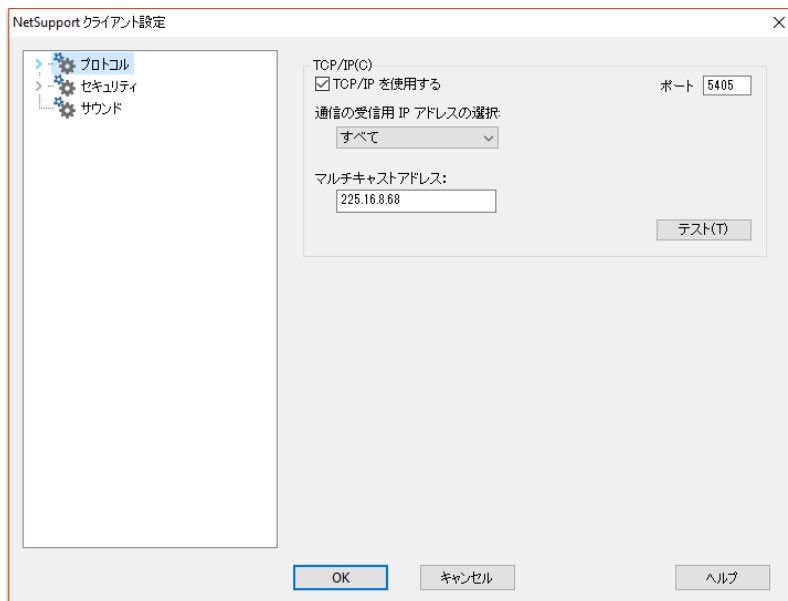 NetSupport クライアント設定
プロトコル
セキュリティ
サウンド
TCP/IP(C)
TCP/IP を使用する
ポート 5405
通信の受信用 IP アドレスの選択:
すべて
マルチキャストアドレス:
225.16.8.68
テスト(T)
OK
キャンセル
ヘルプ